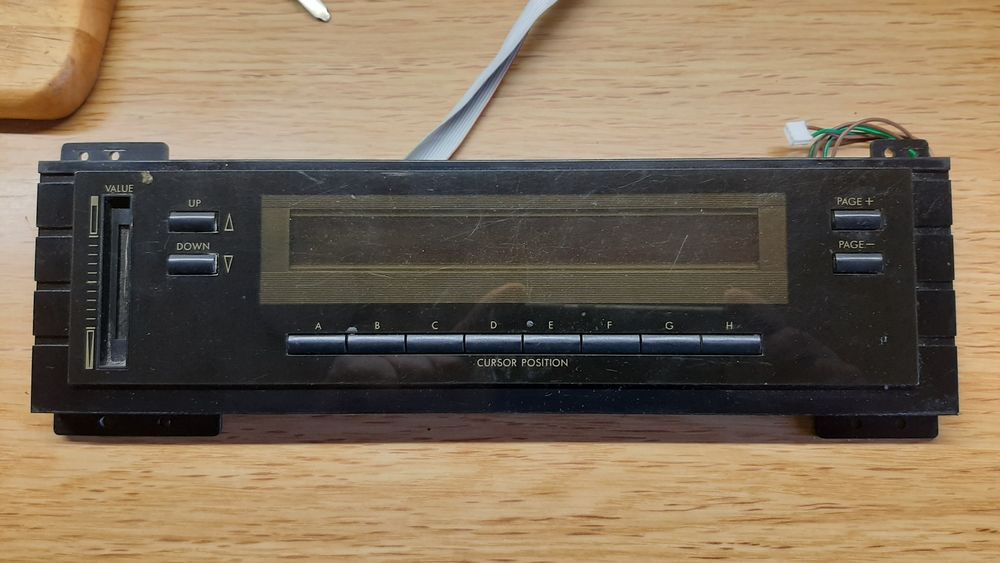 VALUE
UP
DOWN
PAGE +
PAGE −
A B C D E F G H
CURSOR POSITION